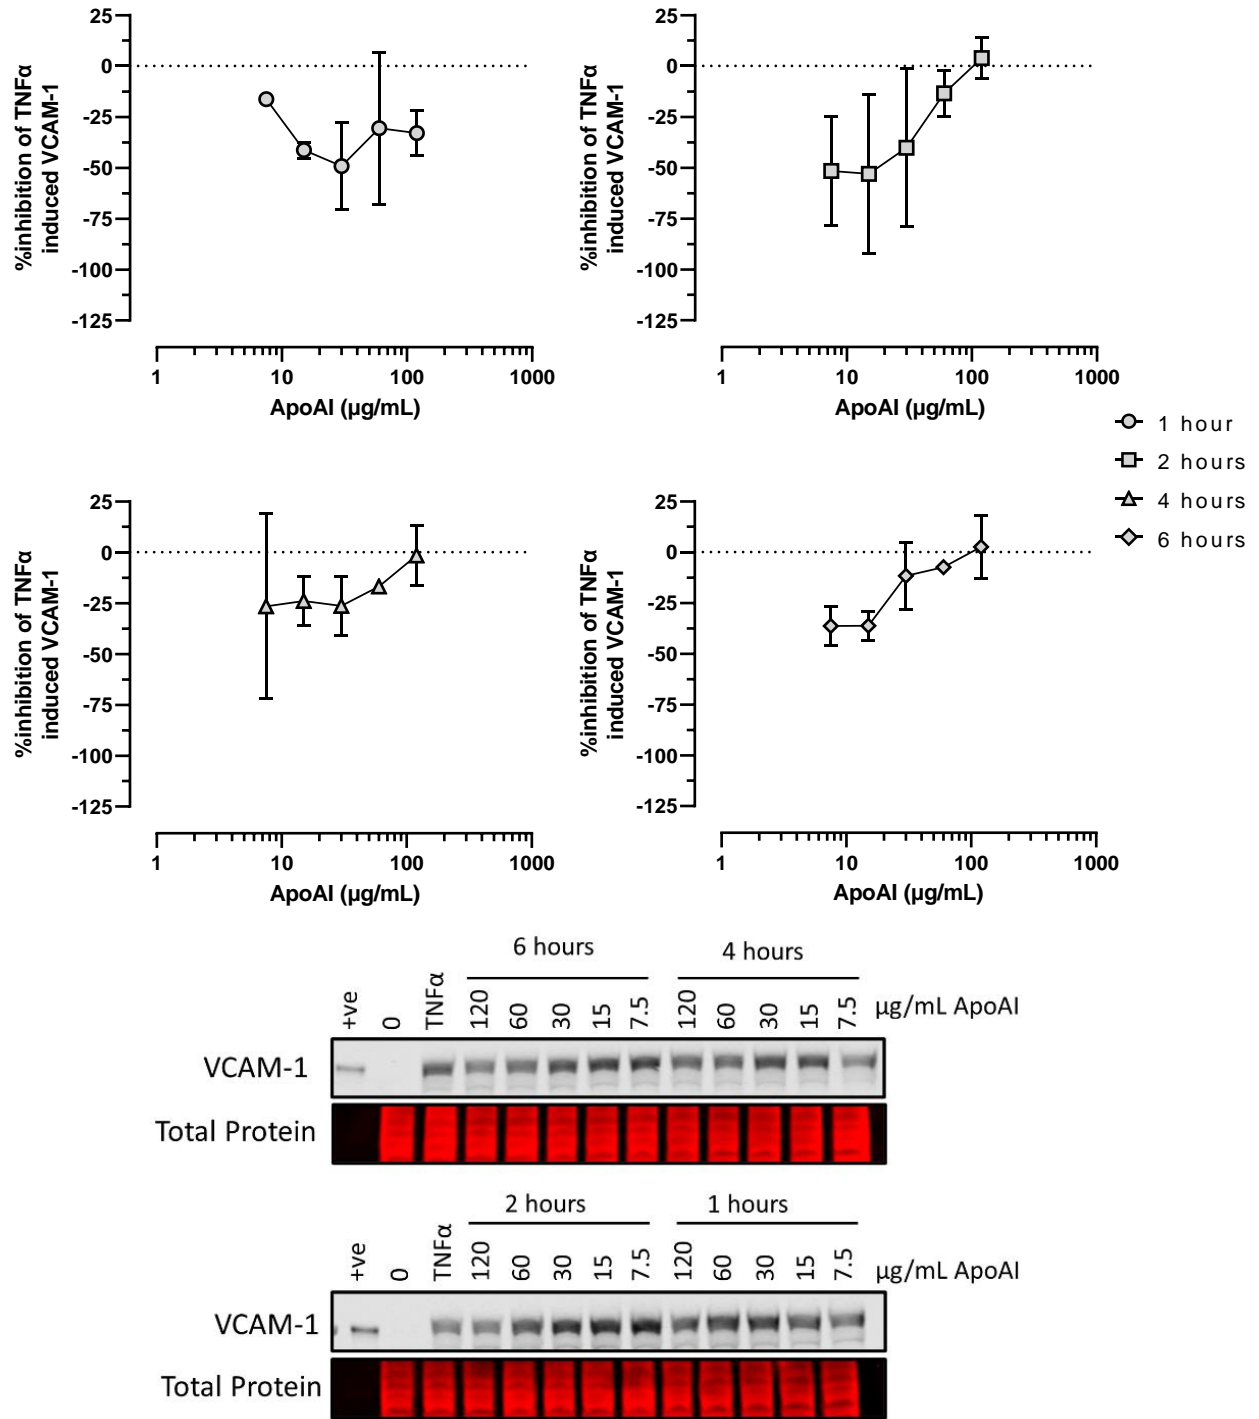 %inhibition of TNFα
induced VCAM-1
25
0
-25
-50
-75
-100
-125
1 10 100 1000
ApoAI (µg/mL)
%inhibition of TNFα
induced VCAM-1
25
0
-25
-50
-75
-100
-125
1 10 100 1000
ApoAI (µg/mL)
1 hour
2 hours
4 hours
6 hours
%inhibition of TNFα
induced VCAM-1
25
0
-25
-50
-75
-100
-125
1 10 100 1000
ApoAI (µg/mL)
%inhibition of TNFα
induced VCAM-1
25
0
-25
-50
-75
-100
-125
1 10 100 1000
ApoAI (µg/mL)
6 hours 4 hours
+ve 0 TNFα 120 60 30 15 7.5 120 60 30 15 7.5 µg/mL ApoAI
VCAM-1
Total Protein
2 hours 1 hours
+ve 0 TNFα 120 60 30 15 7.5 120 60 30 15 7.5 µg/mL ApoAI
VCAM-1
Total Protein